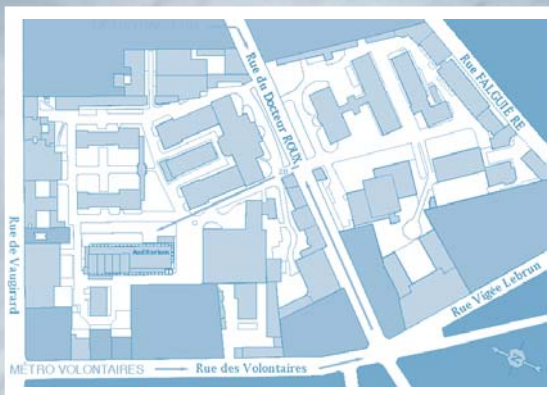 Rue du Docteur ROUX
Rue FALGUIÈRE
Rue de Vaugirard
Auditorium
Rue Vigée Lebrun
MÉTRO VOLONTAIRES
Rue des Volontaires